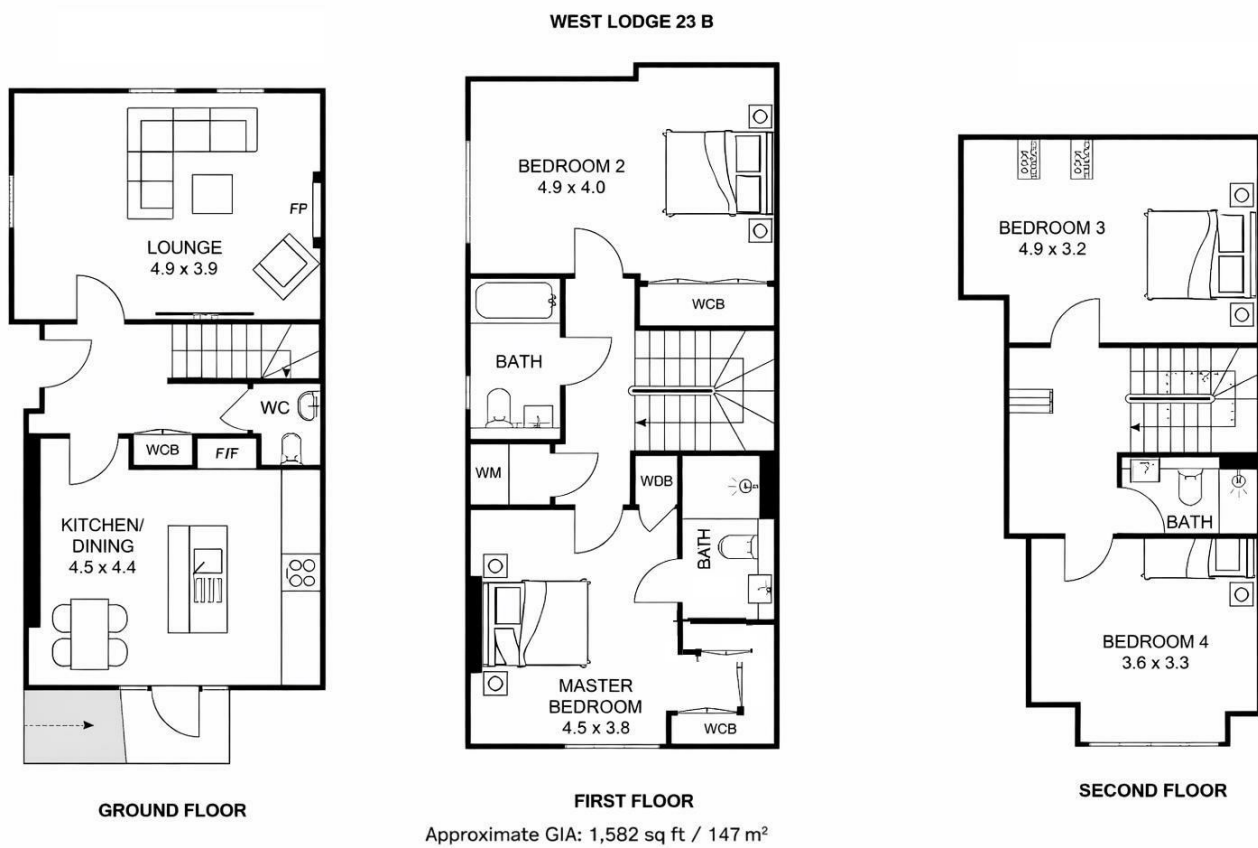 WEST LODGE 23 B
LOUNGE
4.9 x 3.9
FP
WC
WCB
F/F
KITCHEN/
DINING
4.5 x 4.4
GROUND FLOOR
BEDROOM 2
4.9 x 4.0
WCB
BATH
WM
WDB
BATH
MASTER
BEDROOM
4.5 x 3.8
WCB
FIRST FLOOR
BEDROOM 3
4.9 x 3.2
BATH
BEDROOM 4
3.6 x 3.3
SECOND FLOOR
Approximate GIA: 1,582 sq ft / 147 m²